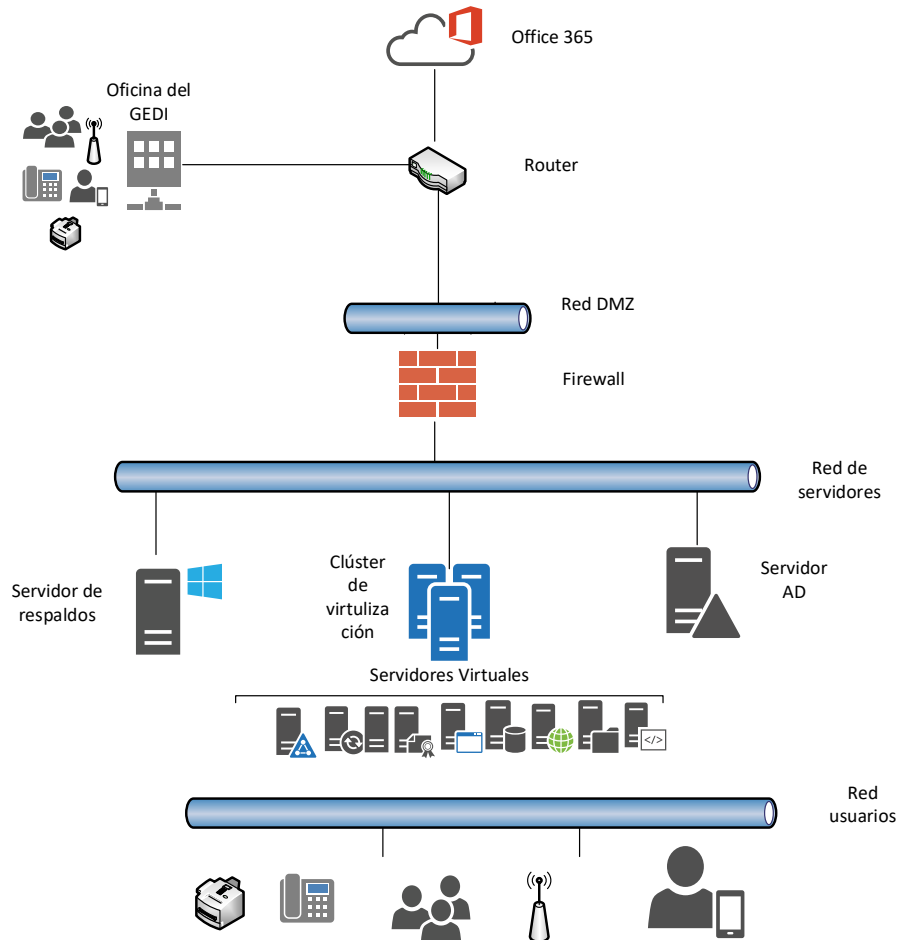 Office 365
Oficina del
GEDI
Router
Red DMZ
Firewall
Red de
servidores
Servidor de
respaldos
Clúster
de
virtuliza
ción
Servidor
AD
Servidores Virtuales
</>
Red
usuarios